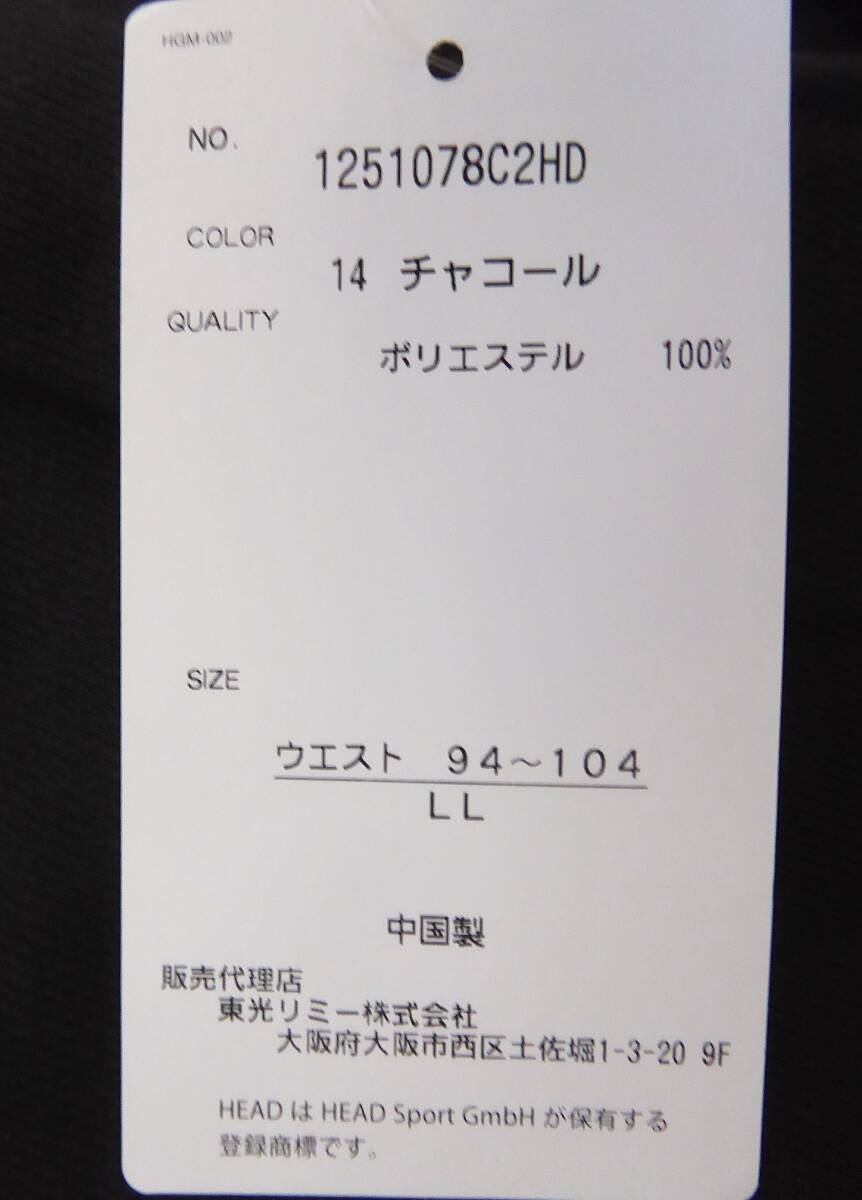 HGM-002
NO.
1251078C2HD
COLOR
14 チャコール
QUALITY
ポリエステル 100%
SIZE
ウエスト 94～104
LL
中国製
販売代理店
東光リミー株式会社
大阪府大阪市西区土佐堀1-3-20 9F
HEAD は HEAD Sport GmbH が保有する
登録商標です。